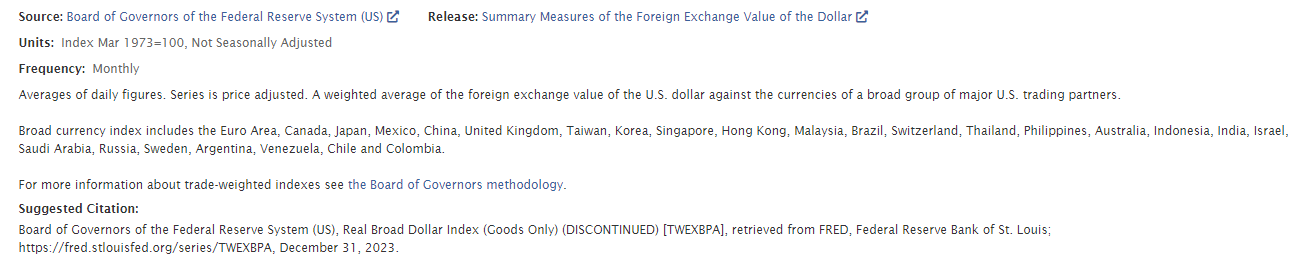 Source: Board of Governors of the Federal Reserve System (US) Release: Summary Measures of the Foreign Exchange Value of the Dollar
Units: Index Mar 1973=100, Not Seasonally Adjusted
Frequency: Monthly
Averages of daily figures. Series is price adjusted. A weighted average of the foreign exchange value of the U.S. dollar against the currencies of a broad group of major U.S. trading partners.
Broad currency index includes the Euro Area, Canada, Japan, Mexico, China, United Kingdom, Taiwan, Korea, Singapore, Hong Kong, Malaysia, Brazil, Switzerland, Thailand, Philippines, Australia, Indonesia, India, Israel,
Saudi Arabia, Russia, Sweden, Argentina, Venezuela, Chile and Colombia.
For more information about trade-weighted indexes see the Board of Governors methodology.
Suggested Citation:
Board of Governors of the Federal Reserve System (US), Real Broad Dollar Index (Goods Only) (DISCONTINUED) [TWEXBPA], retrieved from FRED, Federal Reserve Bank of St. Louis;
https://fred.stlouisfed.org/series/TWEXBPA, December 31, 2023.